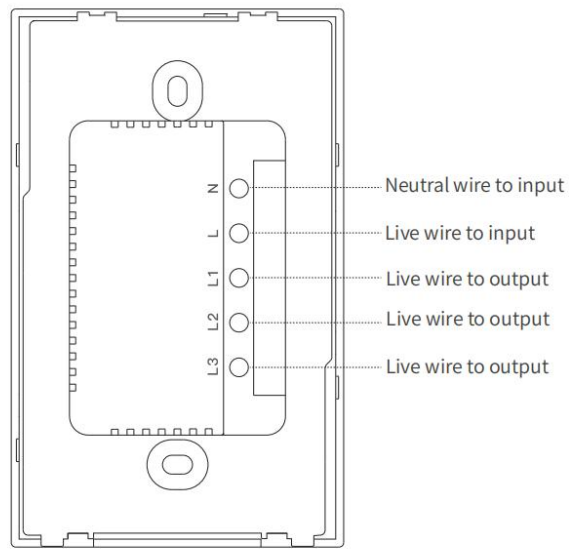 N Neutral wire to input
L Live wire to input
L1 Live wire to output
L2 Live wire to output
L3 Live wire to output